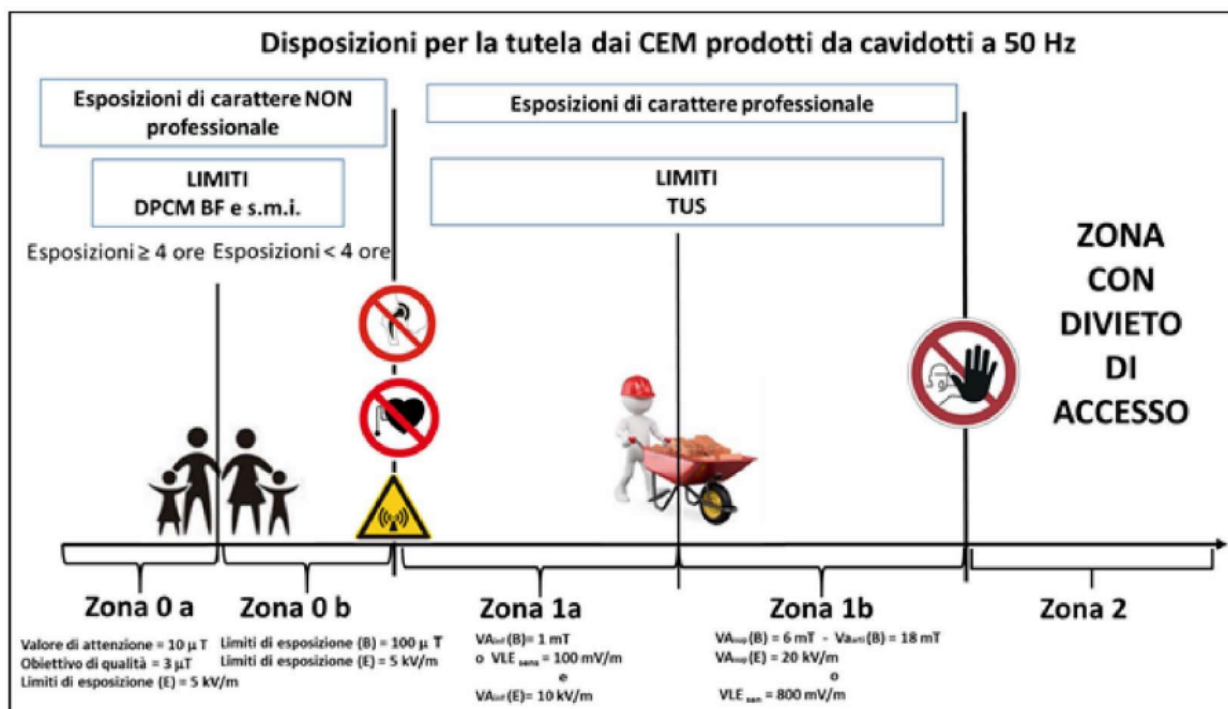 Disposizioni per la tutela dai CEM prodotti da cavidotti a 50 Hz
Esposizioni di carattere NON
professionale
Esposizioni di carattere professionale
LIMITI
DPCM BF e s.m.i.
LIMITI
TUS
Esposizioni ≥ 4 ore
Esposizioni < 4 ore
ZONA
CON
DIVIETO
DI
ACCESSO
Zona 0 a
Valore di attenzione = 10 μ T
Obiettivo di qualità = 3 μT
Limiti di esposizione (E) = 5 kV/m
Zona 0 b
Limiti di esposizione (B) = 100 μ T
Limiti di esposizione (E) = 5 kV/m
Zona 1a
VAinf(B)= 1 mT
o VLE sens = 100 mV/m
e
VAinf(E)= 10 kV/m
Zona 1b
VAsup(B) = 6 mT - Vaarti(B) = 18 mT
VAsup(E) = 20 kV/m
o
VLE san = 800 mV/m
Zona 2